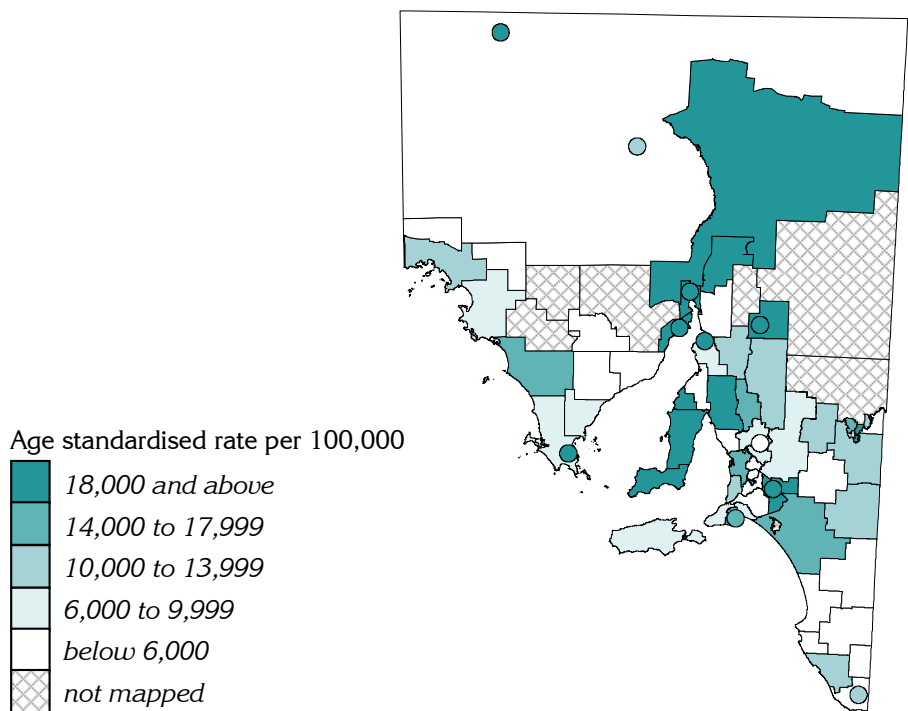 Age standardised rate per 100,000
18,000 and above
14,000 to 17,999
10,000 to 13,999
6,000 to 9,999
below 6,000
not mapped